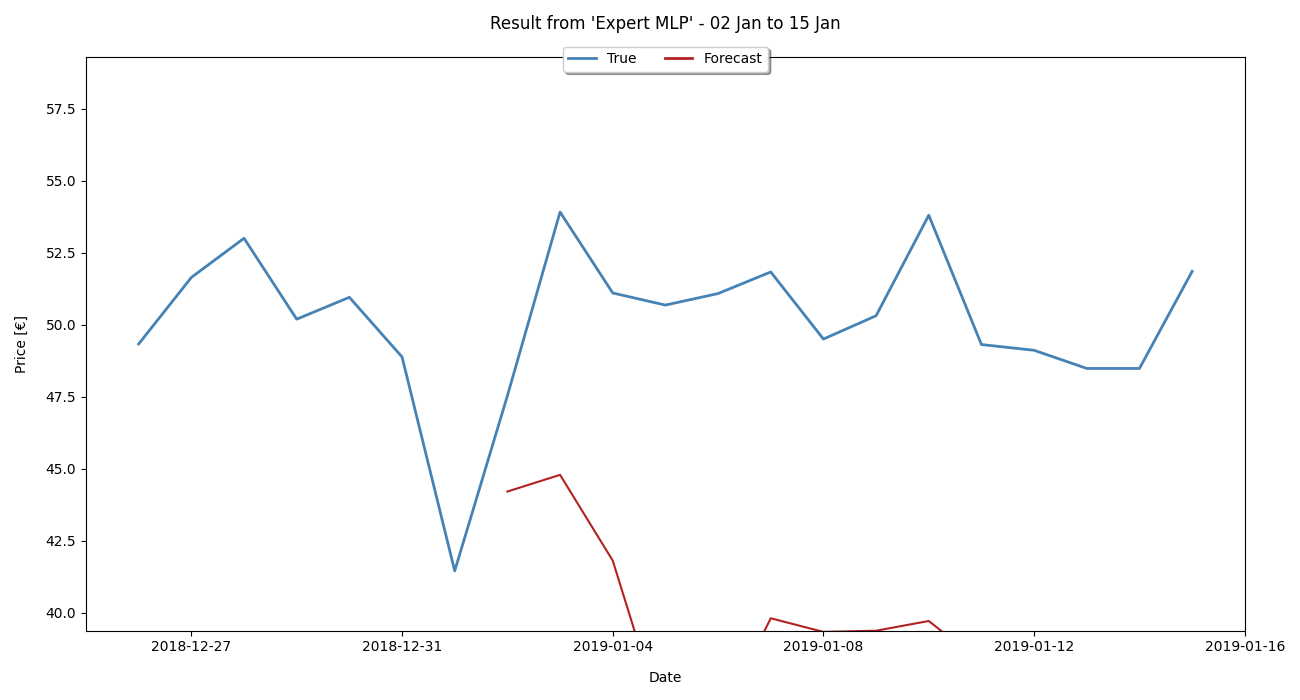 Result from 'Expert MLP' - 02 Jan to 15 Jan
True Forecast
Price [€]
57.5
55.0
52.5
50.0
47.5
45.0
42.5
40.0
2018-12-27 2018-12-31 2019-01-04 2019-01-08 2019-01-12 2019-01-16
Date